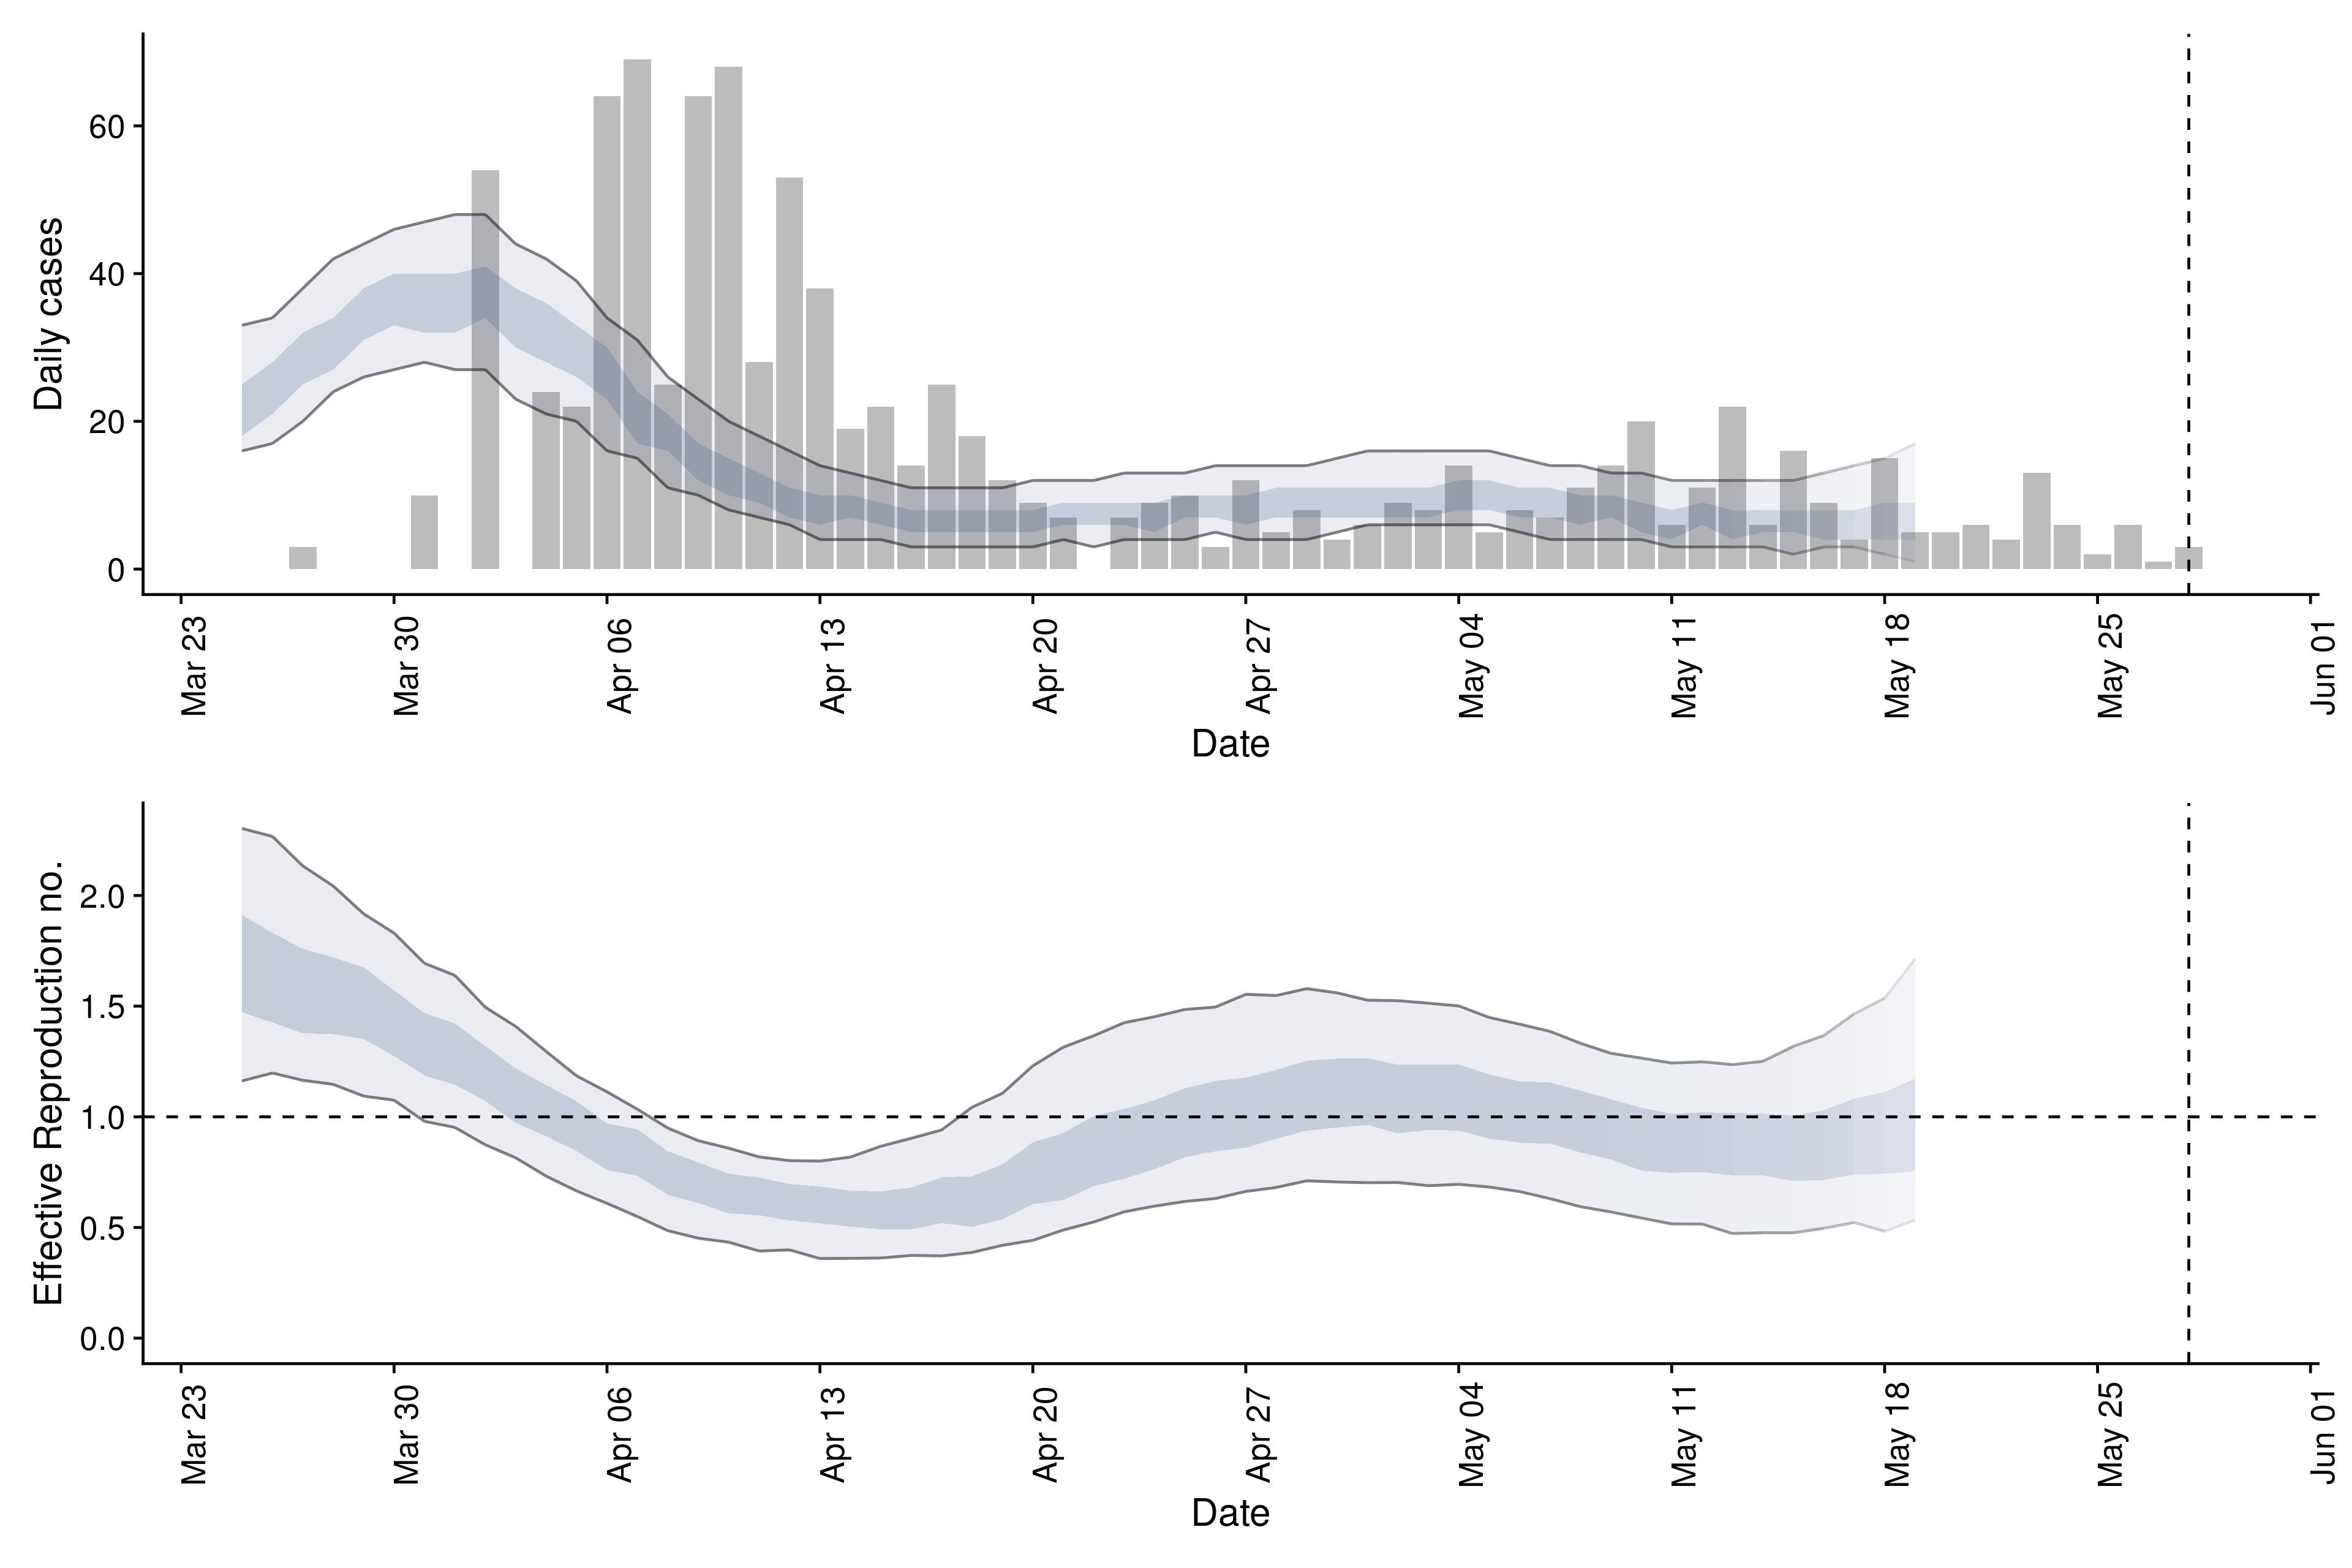 Daily cases
60
40
20
0
Mar 23
Mar 30
Apr 06
Apr 13
Apr 20
Apr 27
May 04
May 11
May 18
May 25
Jun 01
Date
Effective Reproduction no.
2.0
1.5
1.0
0.5
0.0
Mar 23
Mar 30
Apr 06
Apr 13
Apr 20
Apr 27
May 04
May 11
May 18
May 25
Jun 01
Date